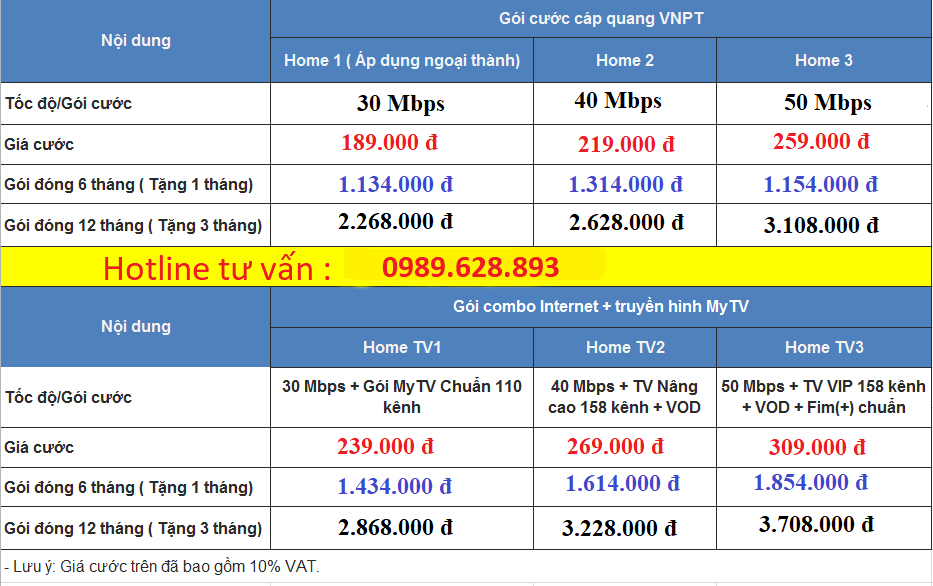 Nội dung
Gói cước cáp quang VNPT
Home 1 ( Áp dụng ngoại thành)
Home 2
Home 3
Tốc độ/Gói cước
30 Mbps
40 Mbps
50 Mbps
Giá cước
189.000 đ
219.000 đ
259.000 đ
Gói đóng 6 tháng ( Tặng 1 tháng)
1.134.000 đ
1.314.000 đ
1.154.000 đ
Gói đóng 12 tháng ( Tặng 3 tháng)
2.268.000 đ
2.628.000 đ
3.108.000 đ
Hotline tư vấn : 0989.628.893
Nội dung
Gói combo Internet + truyền hình MyTV
Home TV1
Home TV2
Home TV3
Tốc độ/Gói cước
30 Mbps + Gói MyTV Chuẩn 110
kênh
40 Mbps + TV Nâng
cao 158 kênh + VOD
50 Mbps + TV VIP 158 kênh
+ VOD + Fim(+) chuẩn
Giá cước
239.000 đ
269.000 đ
309.000 đ
Gói đóng 6 tháng ( Tặng 1 tháng)
1.434.000 đ
1.614.000 đ
1.854.000 đ
Gói đóng 12 tháng ( Tặng 3 tháng)
2.868.000 đ
3.228.000 đ
3.708.000 đ
- Lưu ý: Giá cước trên đã bao gồm 10% VAT.